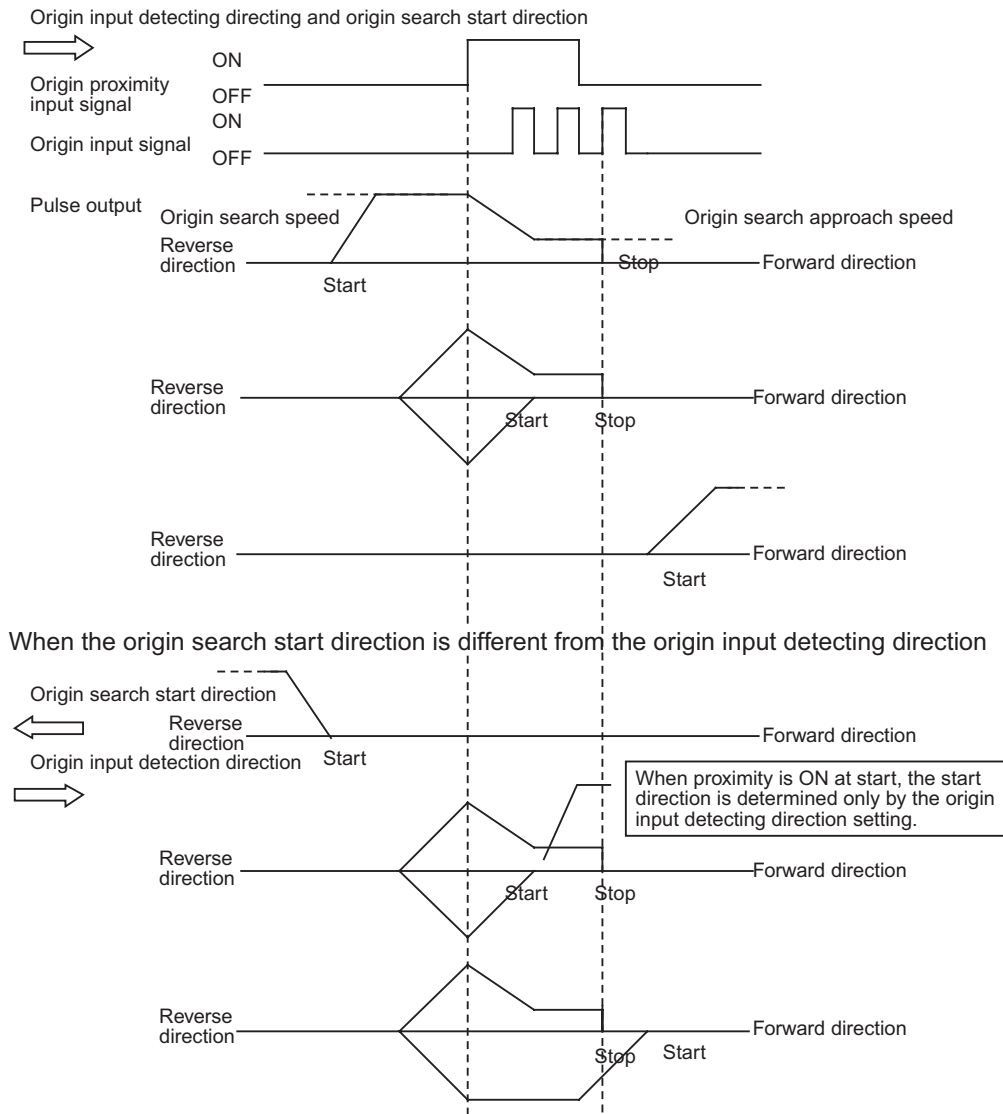 Origin input detecting directing and origin search start direction
ON
Origin proximity
input signal
OFF
ON
Origin input signal
OFF
Pulse output
Origin search speed
Origin search approach speed
Reverse
direction
Start
Stop
Forward direction
Reverse
direction
Start
Stop
Forward direction
Reverse
direction
Start
Forward direction
When the origin search start direction is different from the origin input detecting direction
Origin search start direction
Reverse
direction
Start
Forward direction
Origin input detection direction
When proximity is ON at start, the start
direction is determined only by the origin
input detecting direction setting.
Reverse
direction
Start
Stop
Forward direction
Reverse
direction
Stop
Start
Forward direction